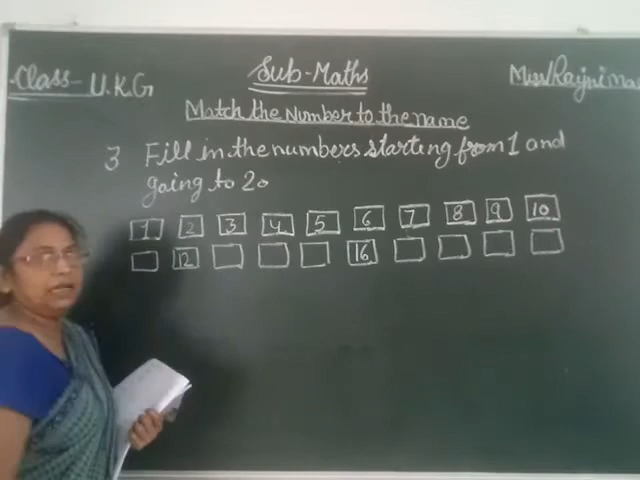 Class- U.K.G
Sub-Maths
Miss Rajni Ma
Match the Number to the name
3 Fill in the numbers starting from 1 and
going to 20
1 2 3 4 5 6 7 8 9 10
12 16